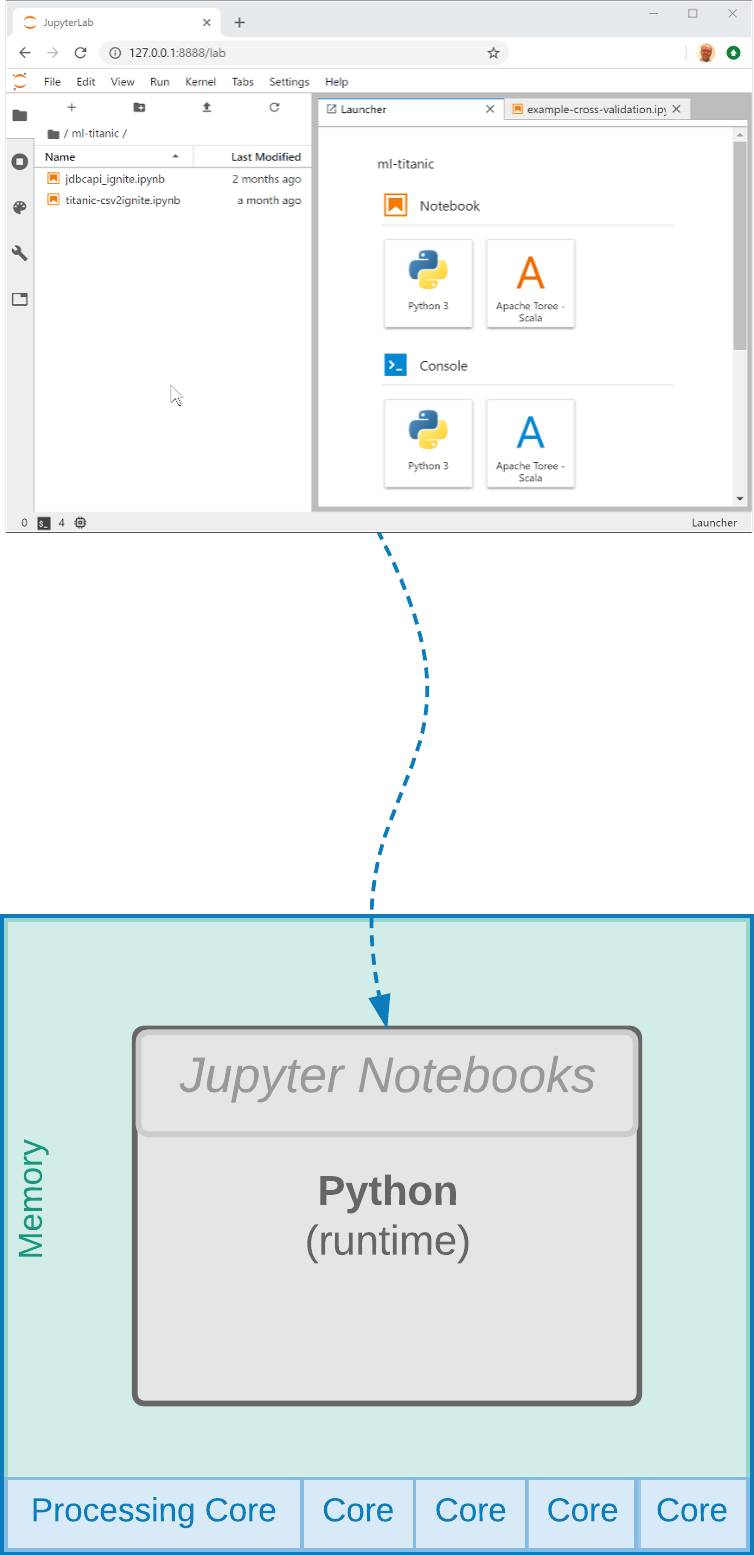 JupyterLab
127.0.0.1:8888/lab
File Edit View Run Kernel Tabs Settings Help
Launcher
example-cross-validation.ipy
/ ml-titanic /
Name Last Modified
jdbcapi_ignite.ipynb 2 months ago
titanic-csv2ignite.ipynb a month ago
ml-titanic
Notebook
Python 3
Apache Toree -
Scala
Console
Python 3
Apache Toree -
Scala
0 4
Launcher
Jupyter Notebooks
Python
(runtime)
Memory
Processing Core Core Core Core Core